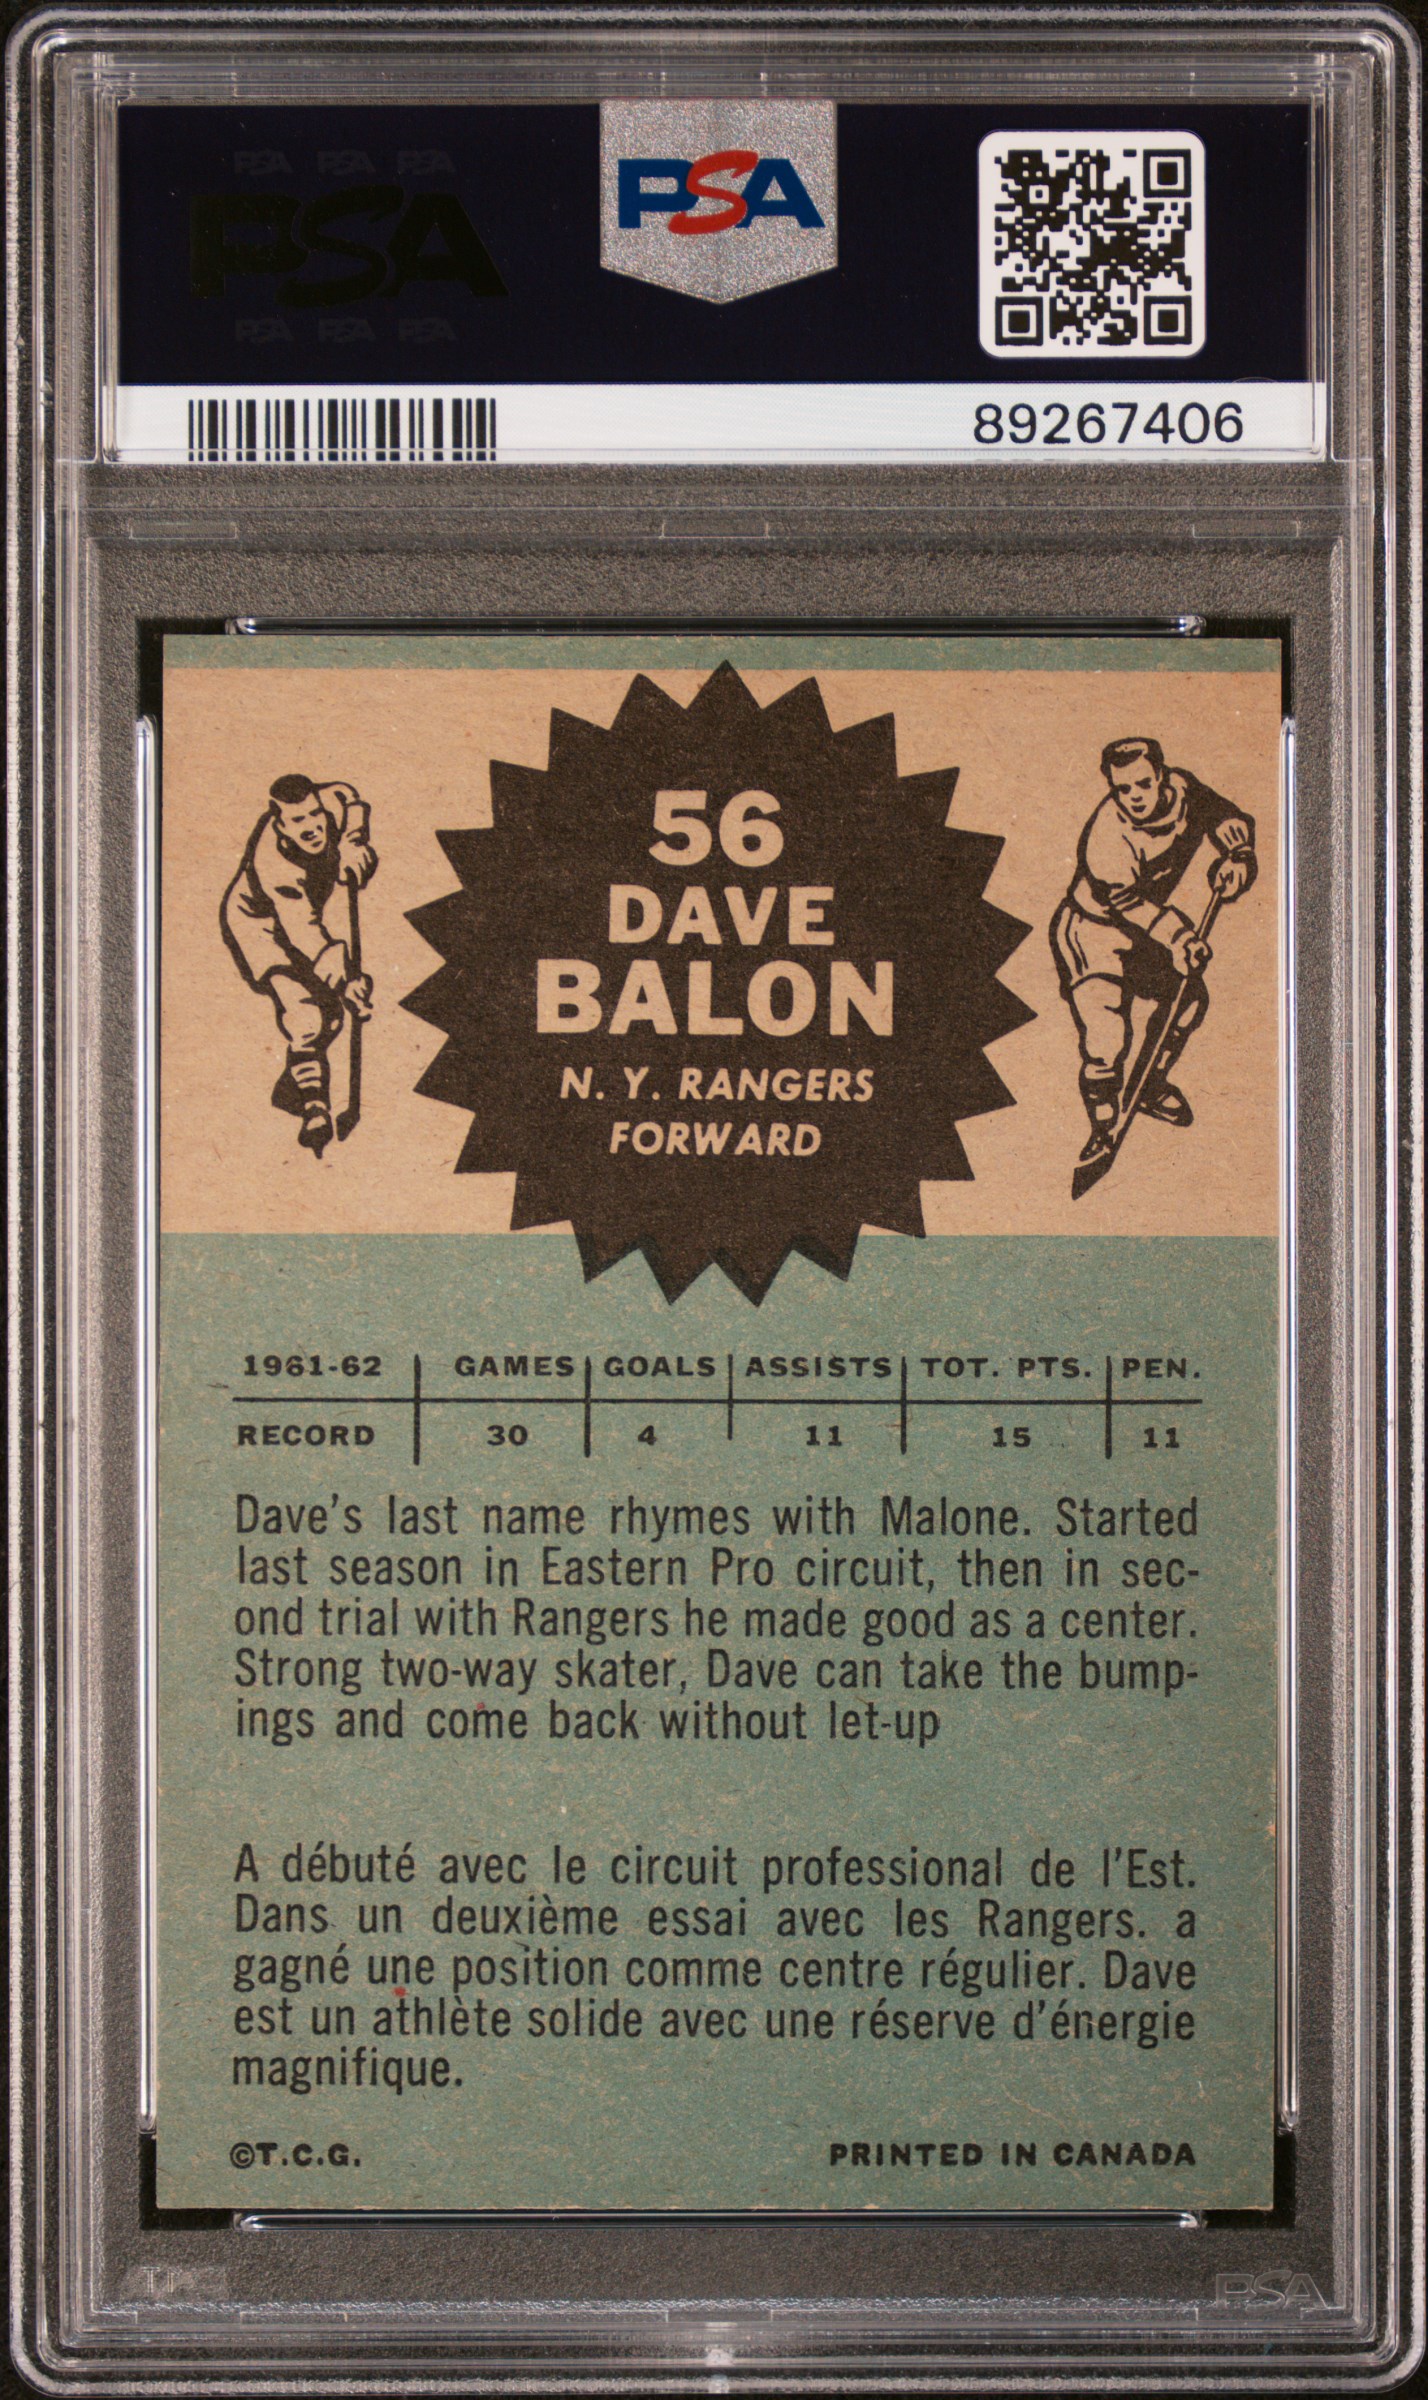 PSA PSA PSA
PSA
PSA PSA PSA
PSA
89267406
56
DAVE
BALON
N. Y. RANGERS
FORWARD
1961-62 GAMES GOALS ASSISTS TOT. PTS. PEN.
RECORD 30 4 11 15 11
Dave's last name rhymes with Malone. Started
last season in Eastern Pro circuit, then in sec-
ond trial with Rangers he made good as a center.
Strong two-way skater, Dave can take the bump-
ings and come back without let-up
A débuté avec le circuit professional de l'Est.
Dans un deuxième essai avec les Rangers. a
gagné une position comme centre régulier. Dave
est un athlète solide avec une réserve d'énergie
magnifique.
©T.C.G. PRINTED IN CANADA
PSA